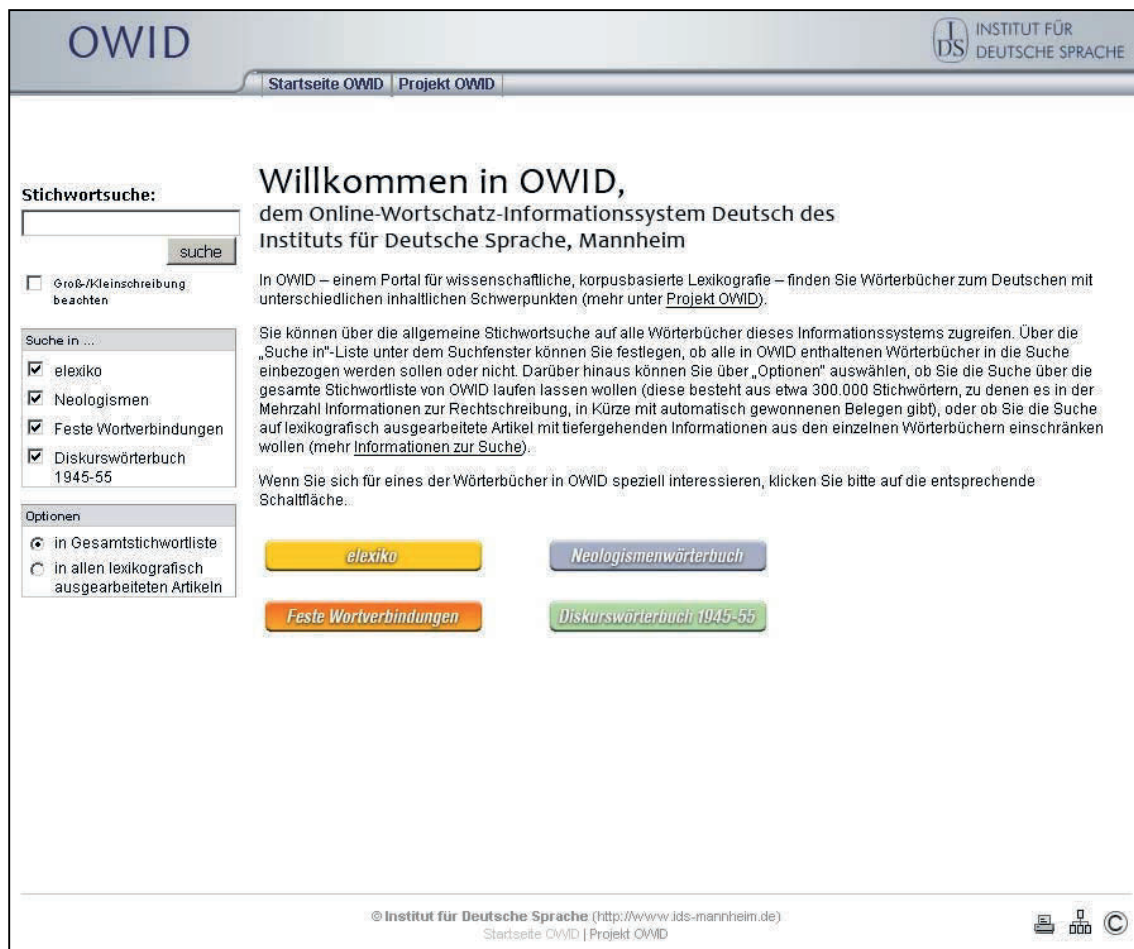 OWID
IDS
INSTITUT FÜR
DEUTSCHE SPRACHE
Startseite OWID | Projekt OWID
Stichwortsuche:
suche
Groß-/Kleinschreibung
beachten
Suche in ...
elexiko
Neologismen
Feste Wortverbindungen
Diskurswörterbuch
1945-55
Optionen
in Gesamtstichwortliste
in allen lexikografisch
ausgearbeiteten Artikeln
Willkommen in OWID,
dem Online-Wortschatz-Informationssystem Deutsch des
Instituts für Deutsche Sprache, Mannheim
In OWID – einem Portal für wissenschaftliche, korpusbasierte Lexikografie – finden Sie Wörterbücher zum Deutschen mit
unterschiedlichen inhaltlichen Schwerpunkten (mehr unter Projekt OWID).
Sie können über die allgemeine Stichwortsuche auf alle Wörterbücher dieses Informationssystems zugreifen. Über die
„Suche in"-Liste unter dem Suchfenster können Sie festlegen, ob alle in OWID enthaltenen Wörterbücher in die Suche
einbezogen werden sollen oder nicht. Darüber hinaus können Sie über „Optionen" auswählen, ob Sie die Suche über die
gesamte Stichwortliste von OWID laufen lassen wollen (diese besteht aus etwa 300.000 Stichwörtern, zu denen es in der
Mehrzahl Informationen zur Rechtschreibung, in Kürze mit automatisch gewonnenen Belegen gibt), oder ob Sie die Suche
auf lexikografisch ausgearbeitete Artikel mit tiefergehenden Informationen aus den einzelnen Wörterbüchern einschränken
wollen (mehr Informationen zur Suche).
Wenn Sie sich für eines der Wörterbücher in OWID speziell interessieren, klicken Sie bitte auf die entsprechende
Schaltfläche.
elexiko
Neologismenwörterbuch
Feste Wortverbindungen
Diskurswörterbuch 1945-55
© Institut für Deutsche Sprache (http://www.ids-mannheim.de)
Startseite OWID | Projekt OWID
©